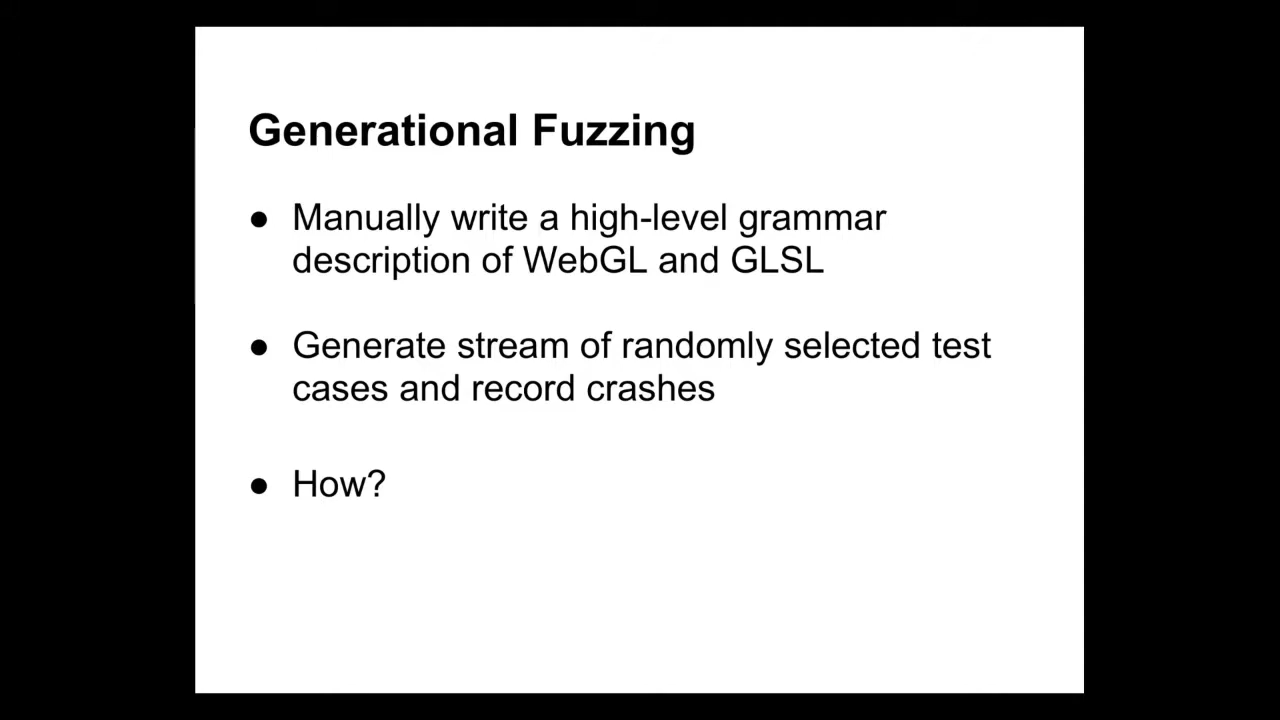 Generational Fuzzing
● Manually write a high-level grammar
description of WebGL and GLSL
● Generate stream of randomly selected test
cases and record crashes
● How?